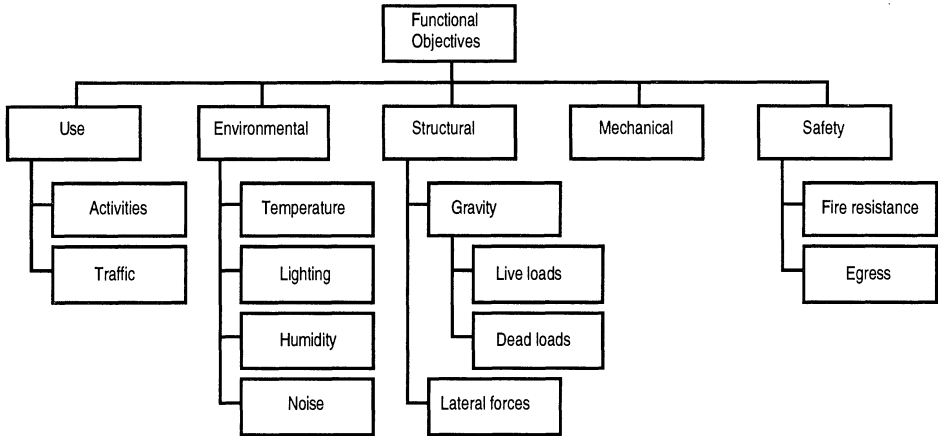 Functional
Objectives
Use
Environmental
Structural
Mechanical
Safety
Activities
Temperature
Gravity
Fire resistance
Traffic
Lighting
Live loads
Egress
Humidity
Dead loads
Noise
Lateral forces